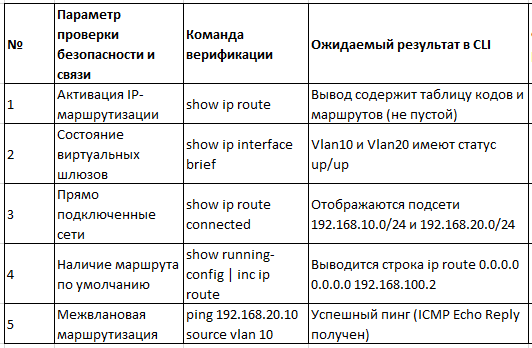 №
Параметр
проверки
безопасности и
связи
Команда
верификации
Ожидаемый результат в CLI
1
Активация IP-
маршрутизации
show ip route
Вывод содержит таблицу кодов и
маршрутов (не пустой)
2
Состояние
виртуальных
шлюзов
show ip interface
brief
Vlan10 и Vlan20 имеют статус
up/up
3
Прямо
подключенные
сети
show ip route
connected
Отображаются подсети
192.168.10.0/24 и 192.168.20.0/24
4
Наличие маршрута
по умолчанию
show running-
config | inc ip
route
Выводится строка ip route 0.0.0.0
0.0.0.0 192.168.100.2
5
Межвлановая
маршрутизация
ping 192.168.20.10
source vlan 10
Успешный пинг (ICMP Echo Reply
получен)